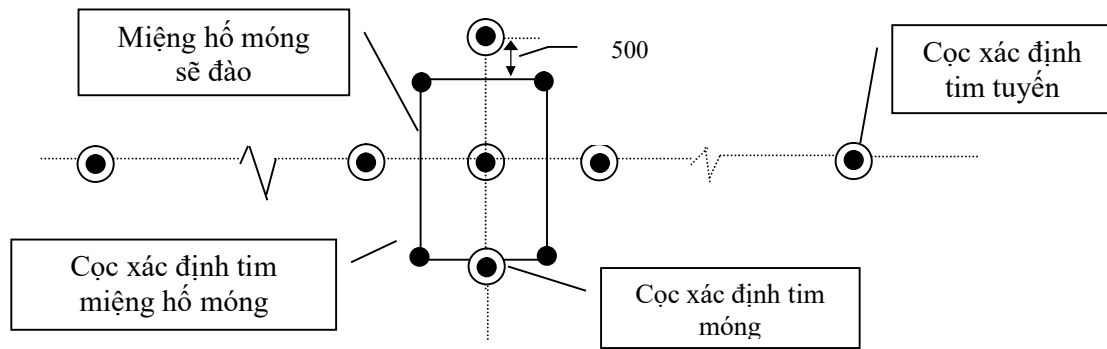 Miệng hố móng
sẽ đào
500
Cọc xác định
tim tuyến
Cọc xác định tim
miệng hố móng
Cọc xác định tim
móng